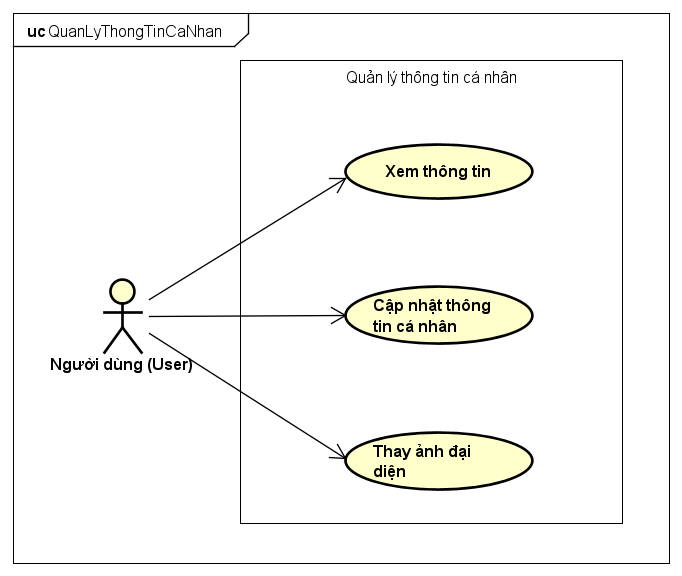 uc QuanLyThongTinCaNhan
Quản lý thông tin cá nhân
Xem thông tin
Cập nhật thông
tin cá nhân
Người dùng (User)
Thay ảnh đại
diện